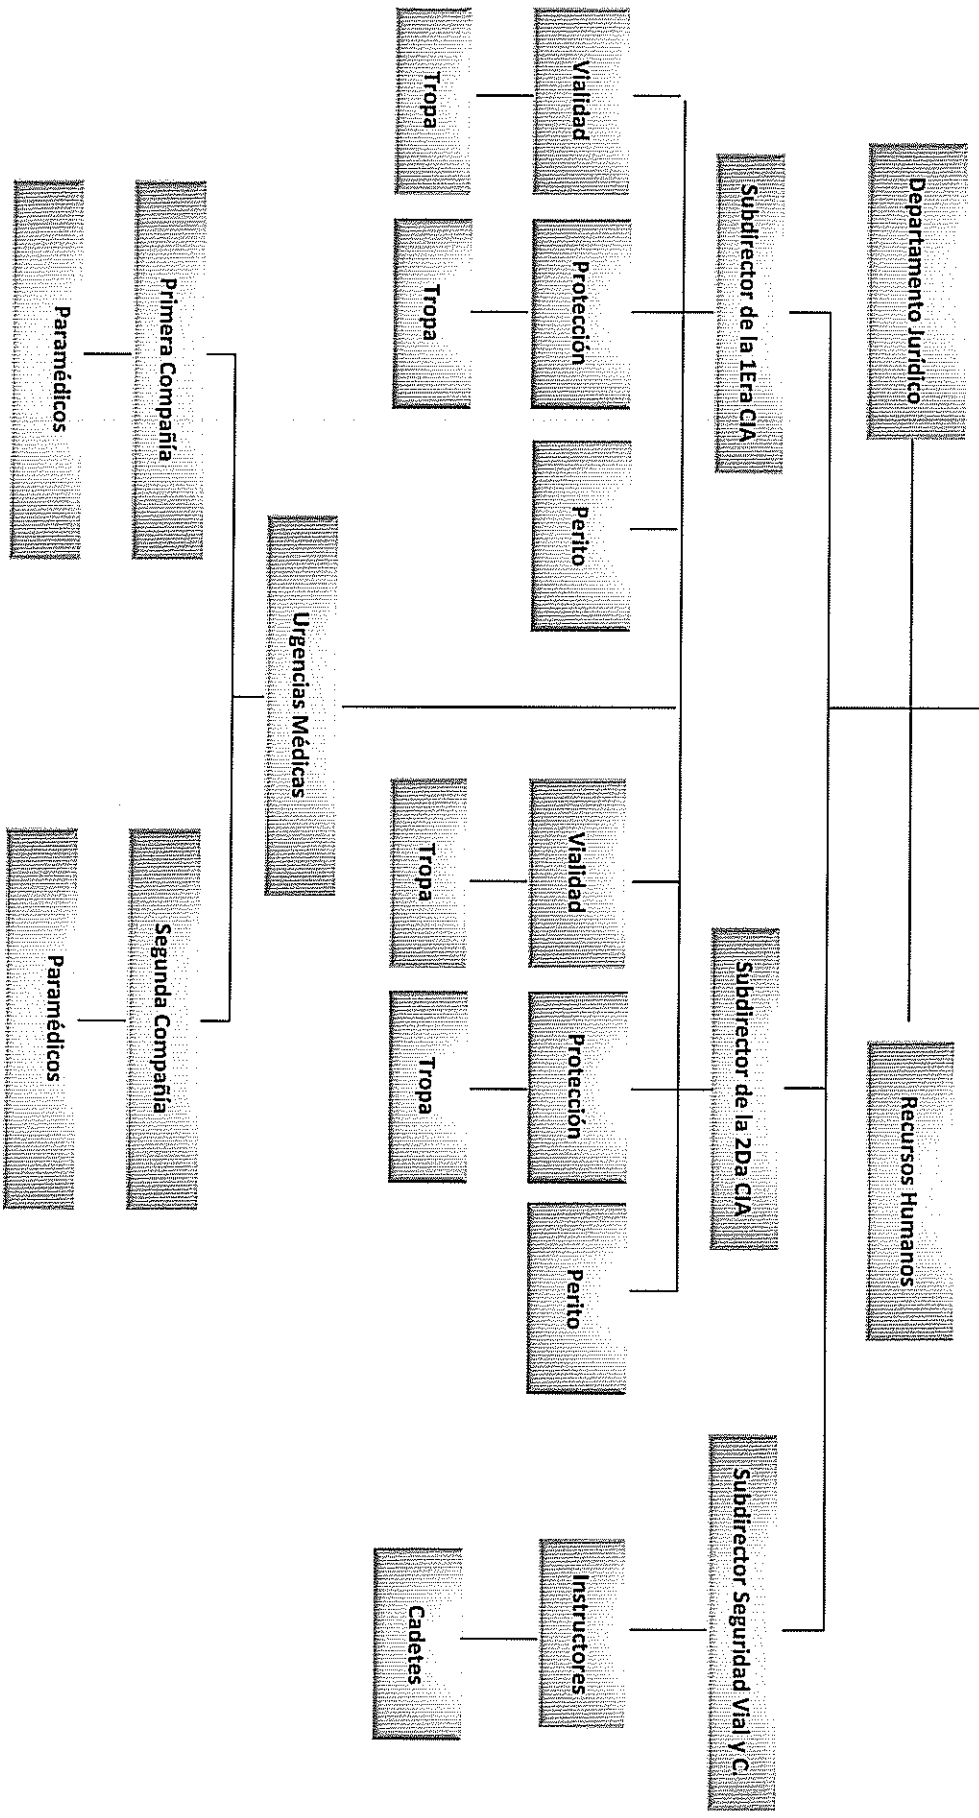 Departamento Jurídico
Recursos Humanos
Subdirector de la 1Era CIA
Subdirector de la 2Da CIA
Subdirector Seguridad Vial y C.
Vialidad
Protección
Perito
Vialidad
Protección
Perito
Instructores
Tropa
Tropa
Tropa
Tropa
Cadetes
Urgencias Médicas
Primera Compañía
Segunda Compañía
Paramédicos
Paramédicos